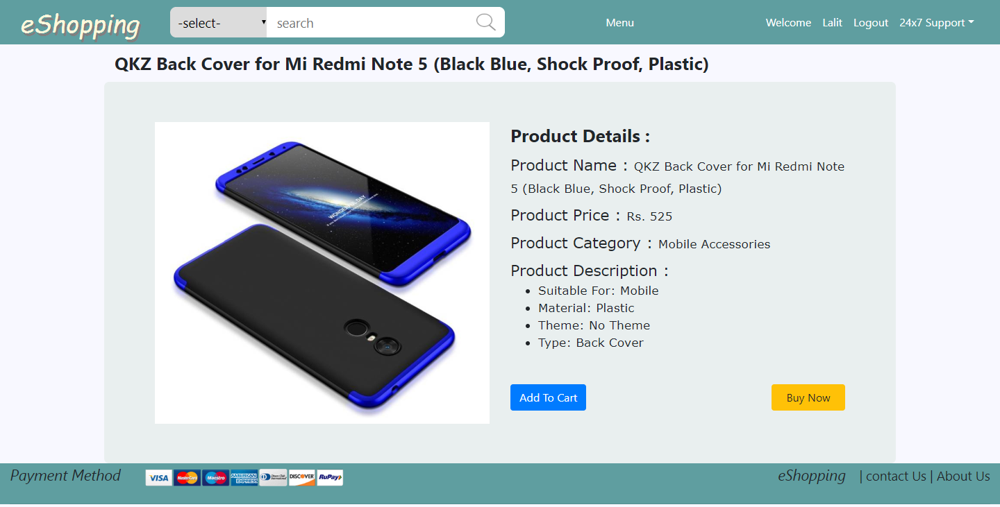 eShopping
-select-
search
Menu
Welcome Lalit Logout 24x7 Support
QKZ Back Cover for Mi Redmi Note 5 (Black Blue, Shock Proof, Plastic)
WONDERFUL DAY
Product Details :
Product Name : QKZ Back Cover for Mi Redmi Note
5 (Black Blue, Shock Proof, Plastic)
Product Price : Rs. 525
Product Category : Mobile Accessories
Product Description :
• Suitable For: Mobile
• Material: Plastic
• Theme: No Theme
• Type: Back Cover
Add To Cart
Buy Now
Payment Method
VISA MasterCard Maestro AMERICAN EXPRESS Diners Club International DISCOVER RuPay
eShopping | contact Us | About Us